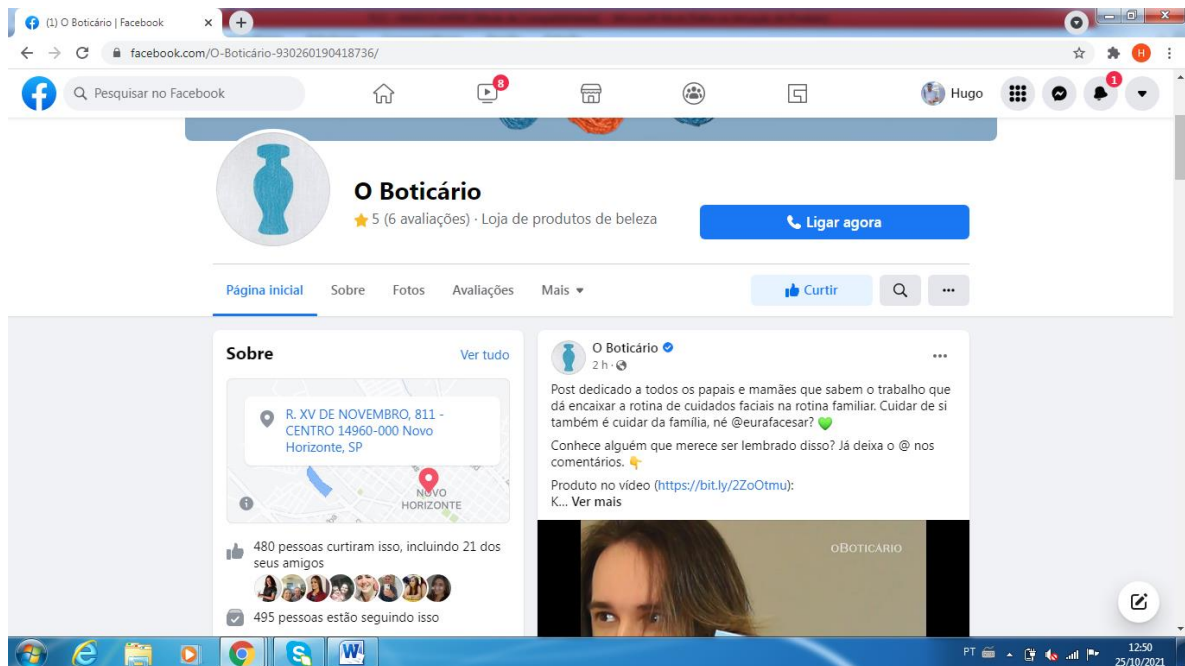 (1) O Boticário | Facebook
facebook.com/O-Boticário-930260190418736/
H
Pesquisar no Facebook
8
Hugo
1
O Boticário
5 (6 avaliações) · Loja de produtos de beleza
Ligar agora
Página inicial Sobre Fotos Avaliações Mais
Curtir
Sobre
Ver tudo
R. XV DE NOVEMBRO, 811 -
CENTRO 14960-000 Novo
Horizonte, SP
NOVO
HORIZONTE
480 pessoas curtiram isso, incluindo 21 dos
seus amigos
495 pessoas estão seguindo isso
O Boticário
2 h ·
Post dedicado a todos os papais e mamães que sabem o trabalho que
dá encaixar a rotina de cuidados faciais na rotina familiar. Cuidar de si
também é cuidar da família, né @eurafacesar? 💚
Conhece alguém que merece ser lembrado disso? Já deixa o @ nos
comentários. 👇
Produto no vídeo (https://bit.ly/2ZoOtmu):
K... Ver mais
OBOTICÁRIO
PT
12:50
25/10/2021